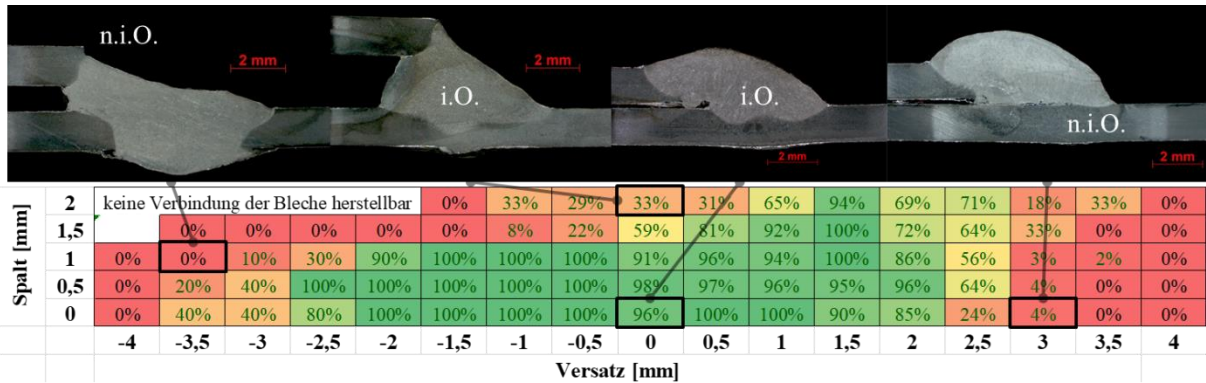 n.i.O.
2 mm
i.O.
2 mm
i.O.
2 mm
n.i.O.
2 mm
Spalt [mm]
2 keine Verbindung der Bleche herstellbar 0% 33% 29% 33% 31% 65% 94% 69% 71% 18% 33% 0%
1,5 0% 0% 0% 0% 0% 8% 22% 59% 81% 92% 100% 72% 64% 33% 0% 0%
1 0% 0% 10% 30% 90% 100% 100% 100% 91% 96% 94% 100% 86% 56% 3% 2% 0%
0,5 0% 20% 40% 100% 100% 100% 100% 100% 98% 97% 96% 95% 96% 64% 4% 0% 0%
0 0% 40% 40% 80% 100% 100% 100% 100% 96% 100% 100% 90% 85% 24% 4% 0% 0%
-4 -3,5 -3 -2,5 -2 -1,5 -1 -0,5 0 0,5 1 1,5 2 2,5 3 3,5 4
Versatz [mm]